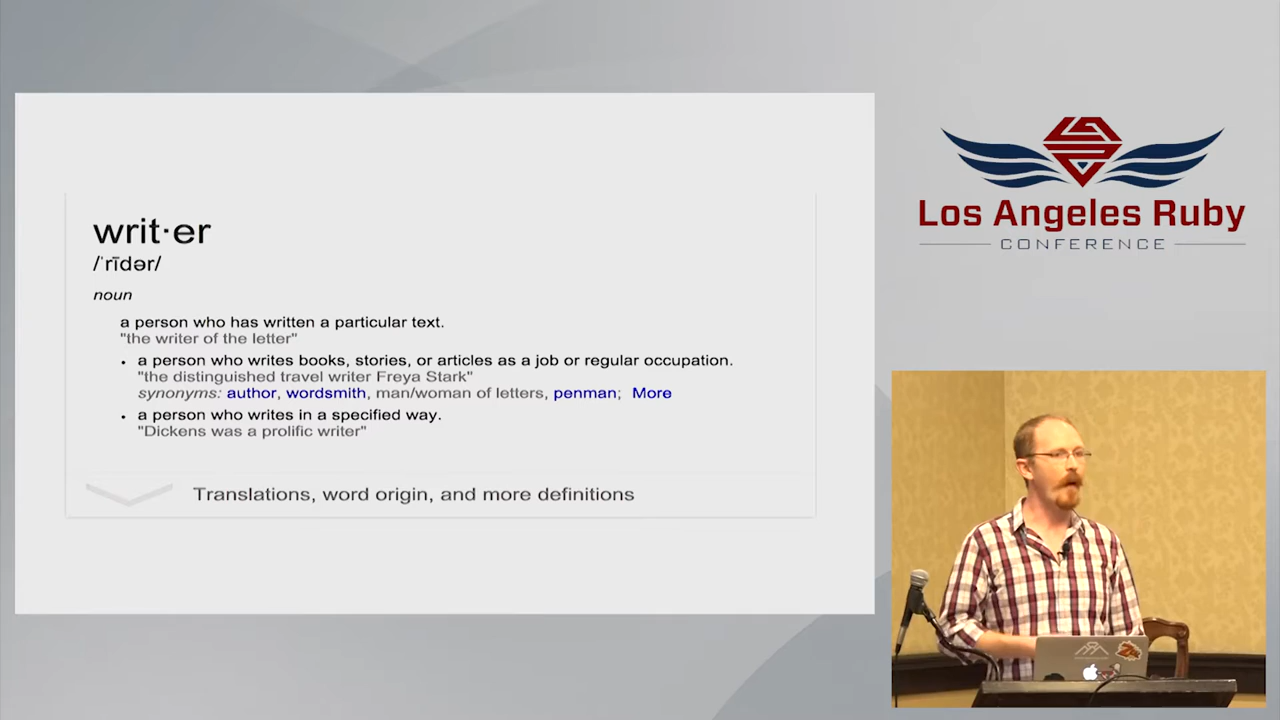 writ·er
/ˈrīdər/
noun
a person who has written a particular text.
"the writer of the letter"
• a person who writes books, stories, or articles as a job or regular occupation.
"the distinguished travel writer Freya Stark"
synonyms: author, wordsmith, man/woman of letters, penman; More
• a person who writes in a specified way.
"Dickens was a prolific writer"
Translations, word origin, and more definitions
Los Angeles Ruby
CONFERENCE